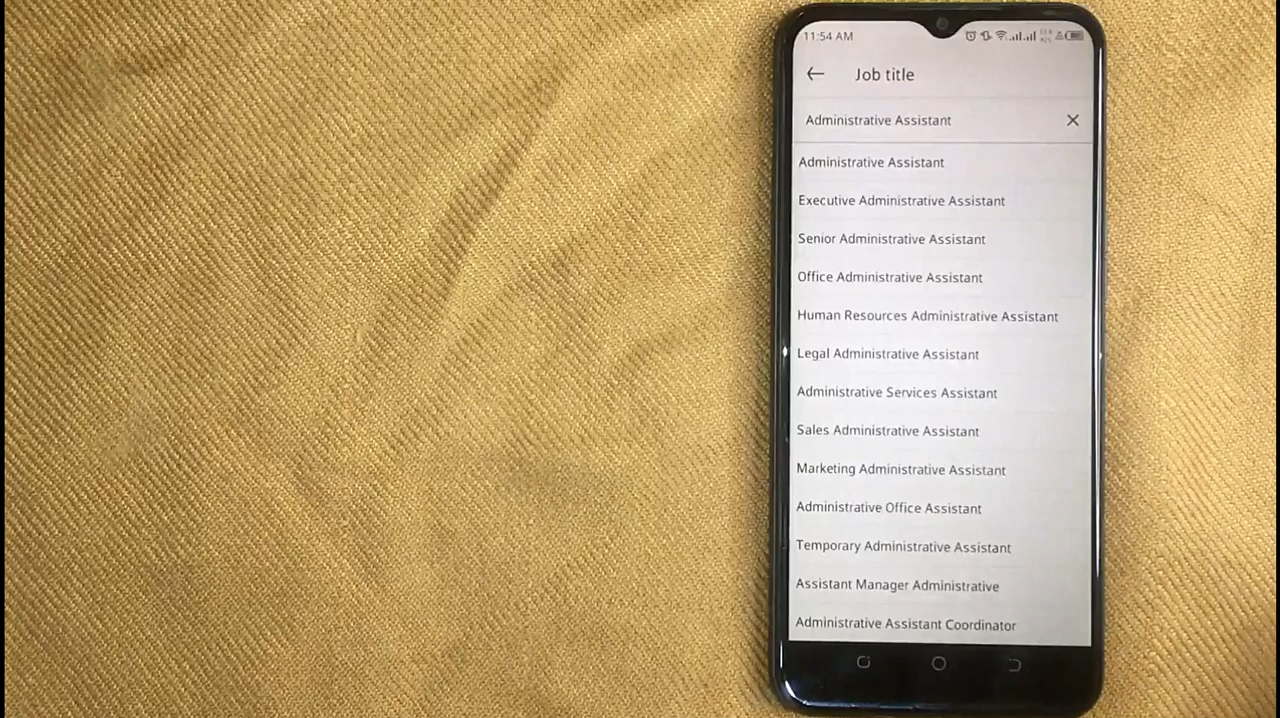 11:54 AM
Job title
Administrative Assistant
Administrative Assistant
Executive Administrative Assistant
Senior Administrative Assistant
Office Administrative Assistant
Human Resources Administrative Assistant
Legal Administrative Assistant
Administrative Services Assistant
Sales Administrative Assistant
Marketing Administrative Assistant
Administrative Office Assistant
Temporary Administrative Assistant
Assistant Manager Administrative
Administrative Assistant Coordinator